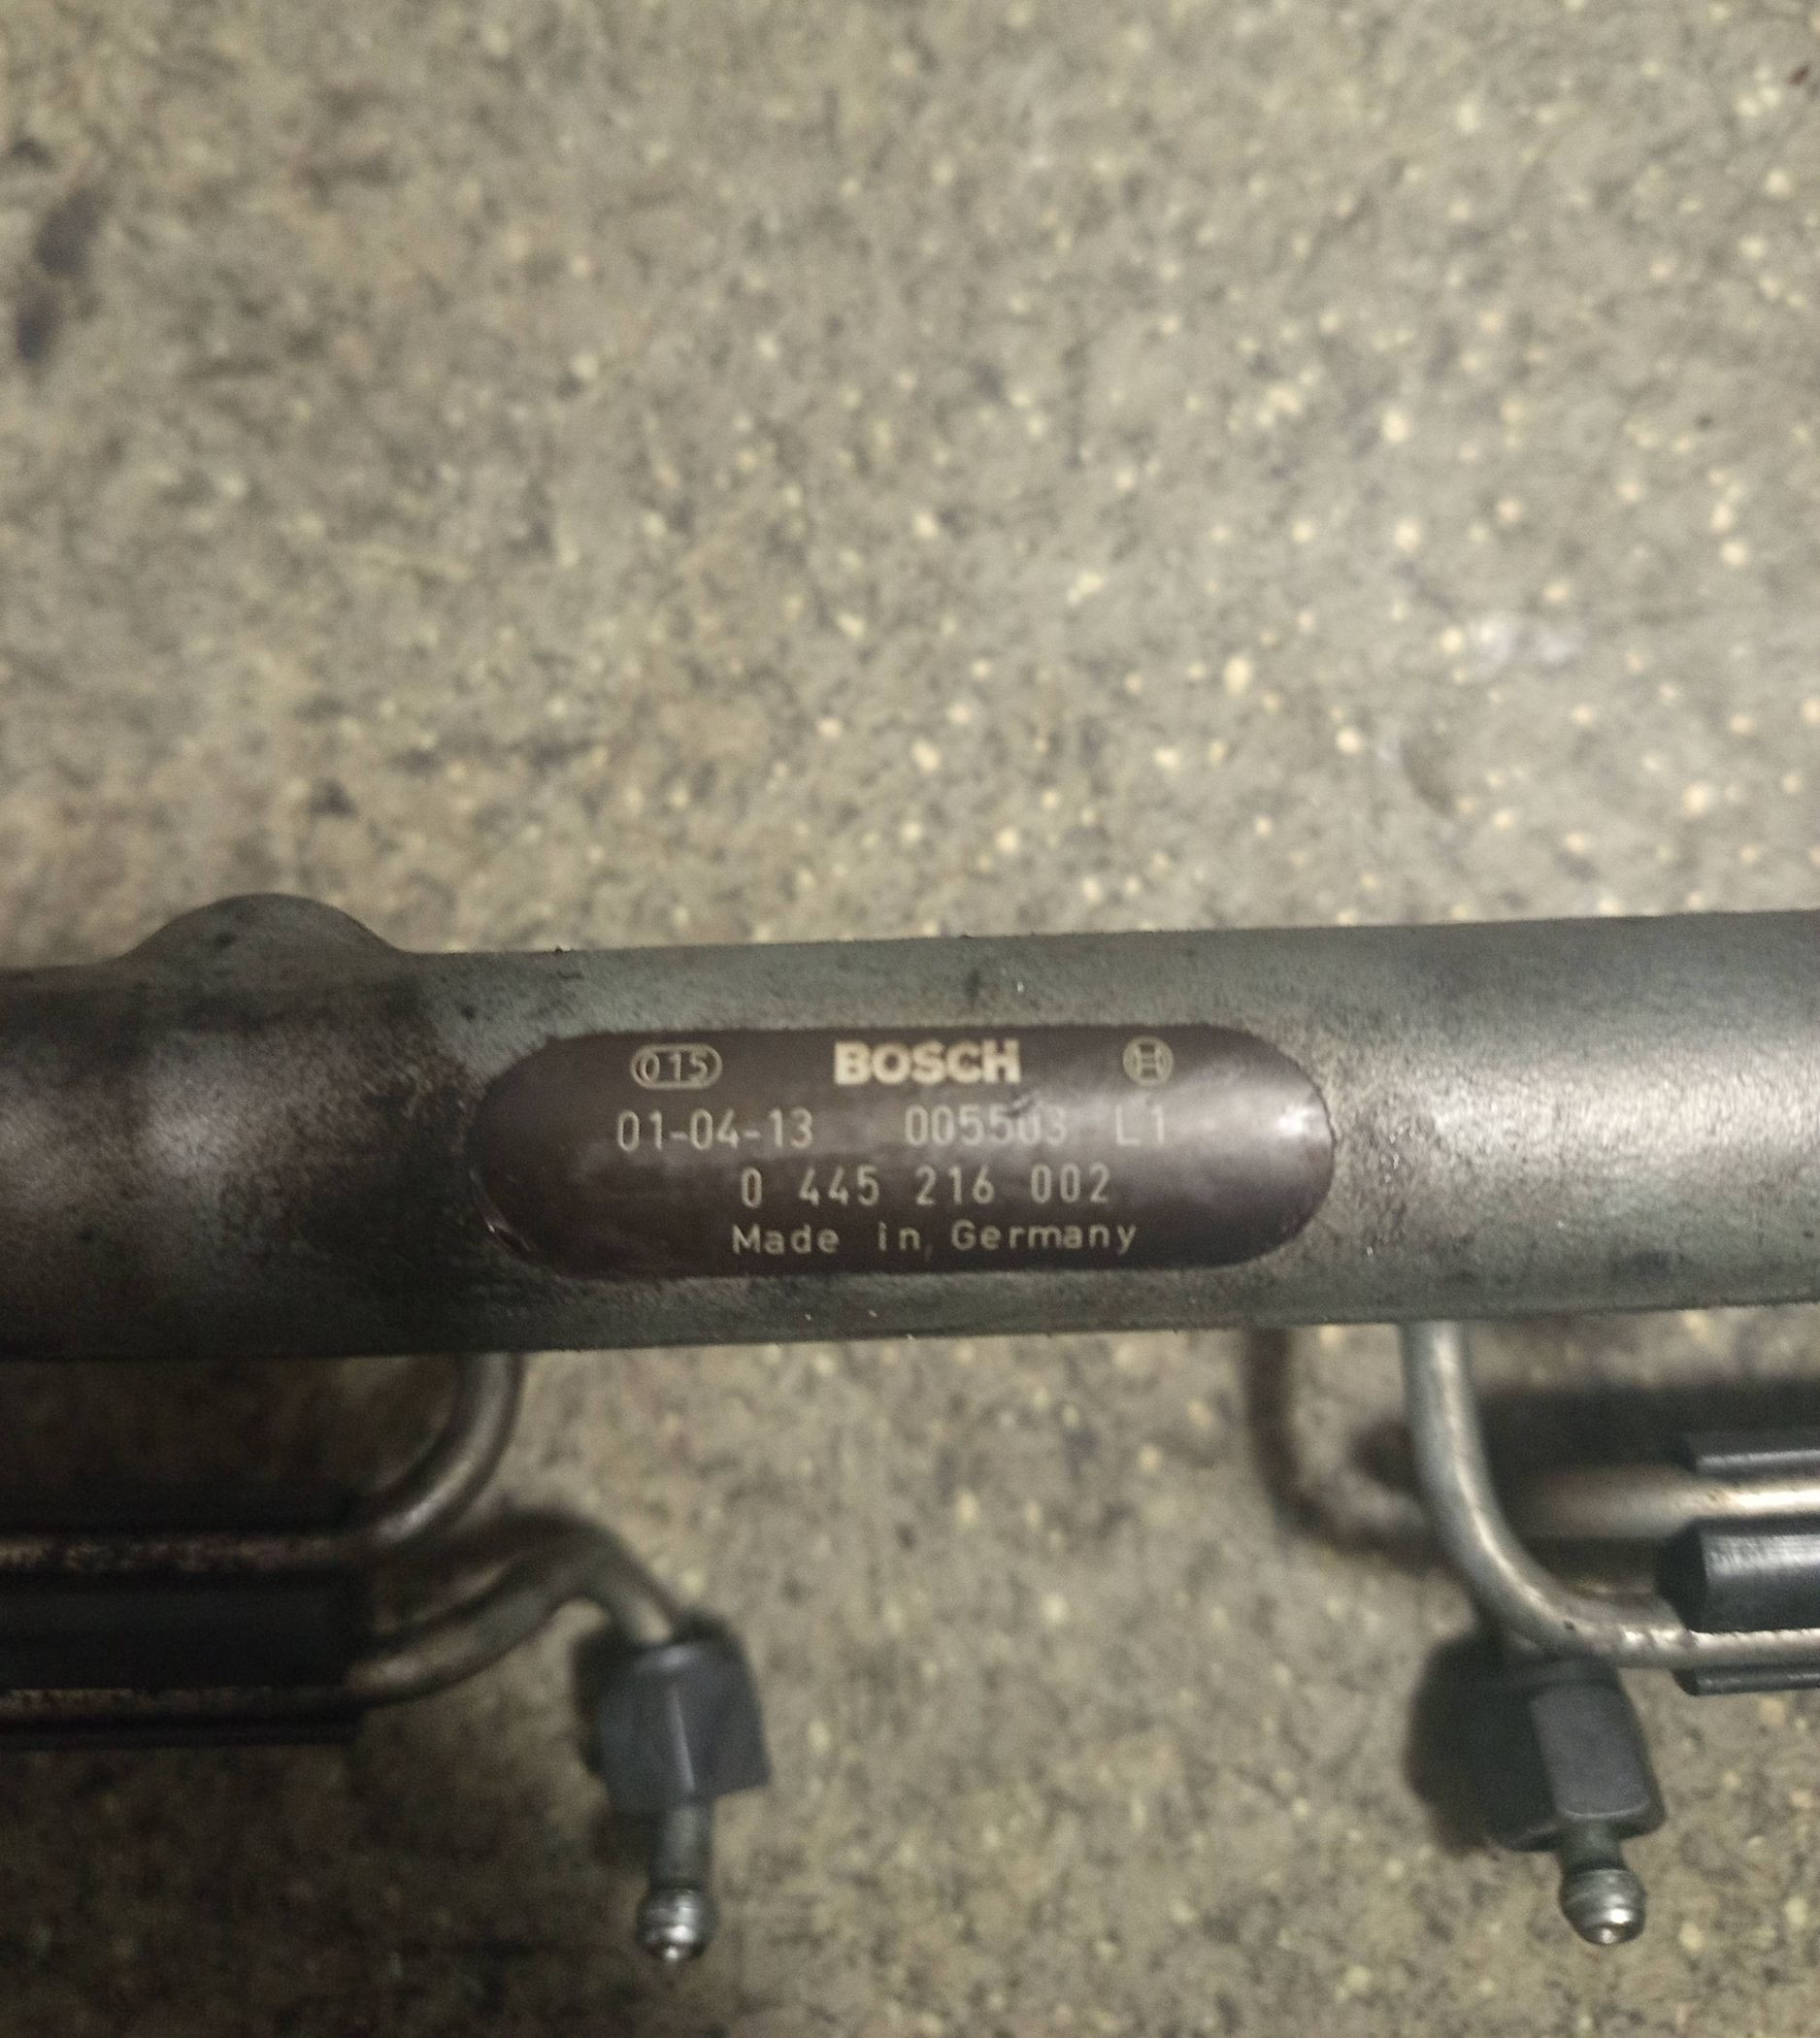 015 BOSCH
01-04-13 005503 L1
0 445 216 002
Made in Germany